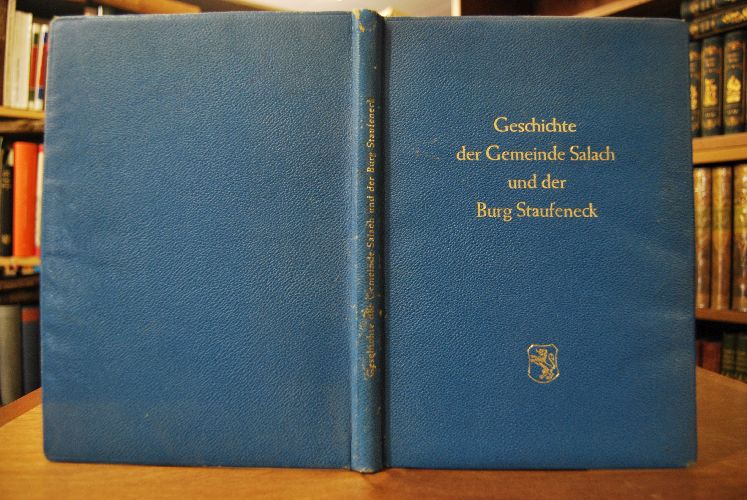 Geschichte der Gemeinde Salach und der Burg Staufeneck
Geschichte
der Gemeinde Salach
und der
Burg Staufeneck